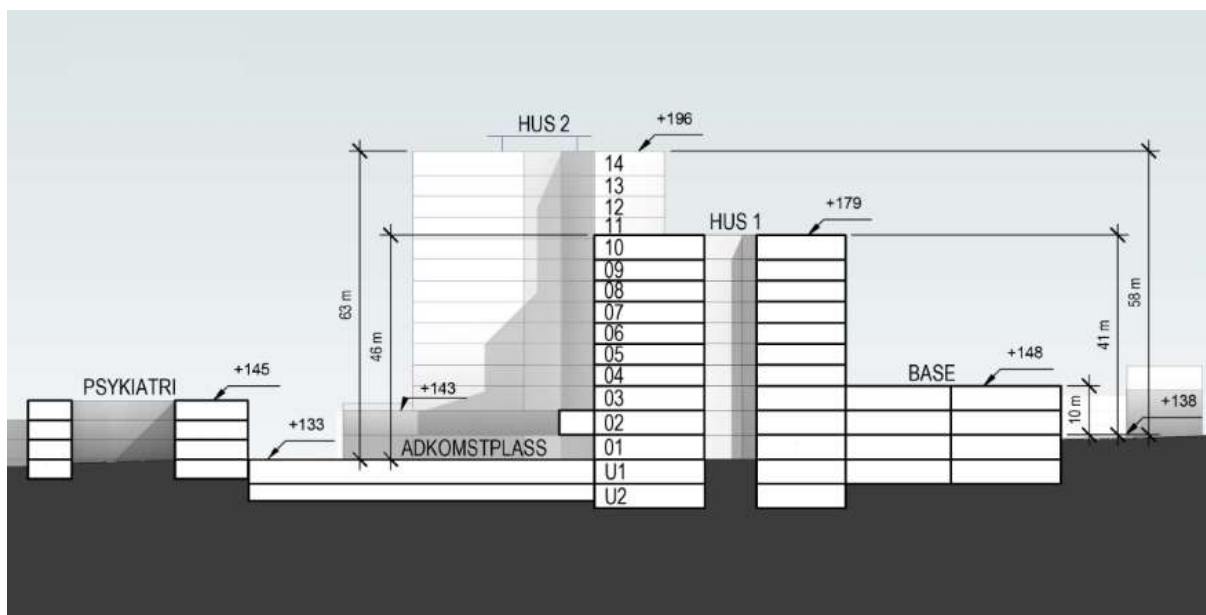 HUS 2
+196
14
13
12
11
HUS 1
+179
10
09
08
07
06
05
04
03
02
01
U1
U2
63 m
46 m
41 m
58 m
PSYKIATRI
+145
+143
+133
ADKOMSTPLASS
BASE
+148
10 m
+138